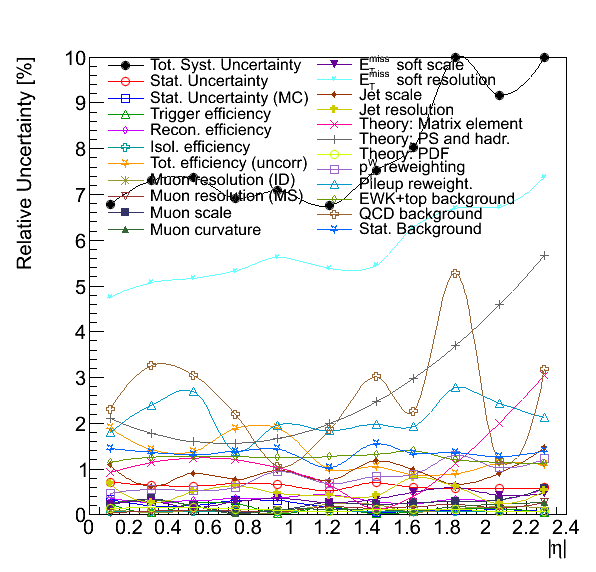 Relative Uncertainty [%]
10
9
8
7
6
5
4
3
2
1
0
Tot. Syst. Uncertainty
Stat. Uncertainty
Stat. Uncertainty (MC)
Trigger efficiency
Recon. efficiency
Isol. efficiency
Tot. efficiency (uncorr)
Muon resolution (ID)
Muon resolution (MS)
Muon scale
Muon curvature
E_T^miss soft scale
E_T^miss soft resolution
Jet scale
Jet resolution
Theory: Matrix element
Theory: PS and hadr.
Theory: PDF
p^W reweighting
Pileup reweight.
EWK+top background
QCD background
Stat. Background
0 0.2 0.4 0.6 0.8 1 1.2 1.4 1.6 1.8 2 2.2 2.4
|η|